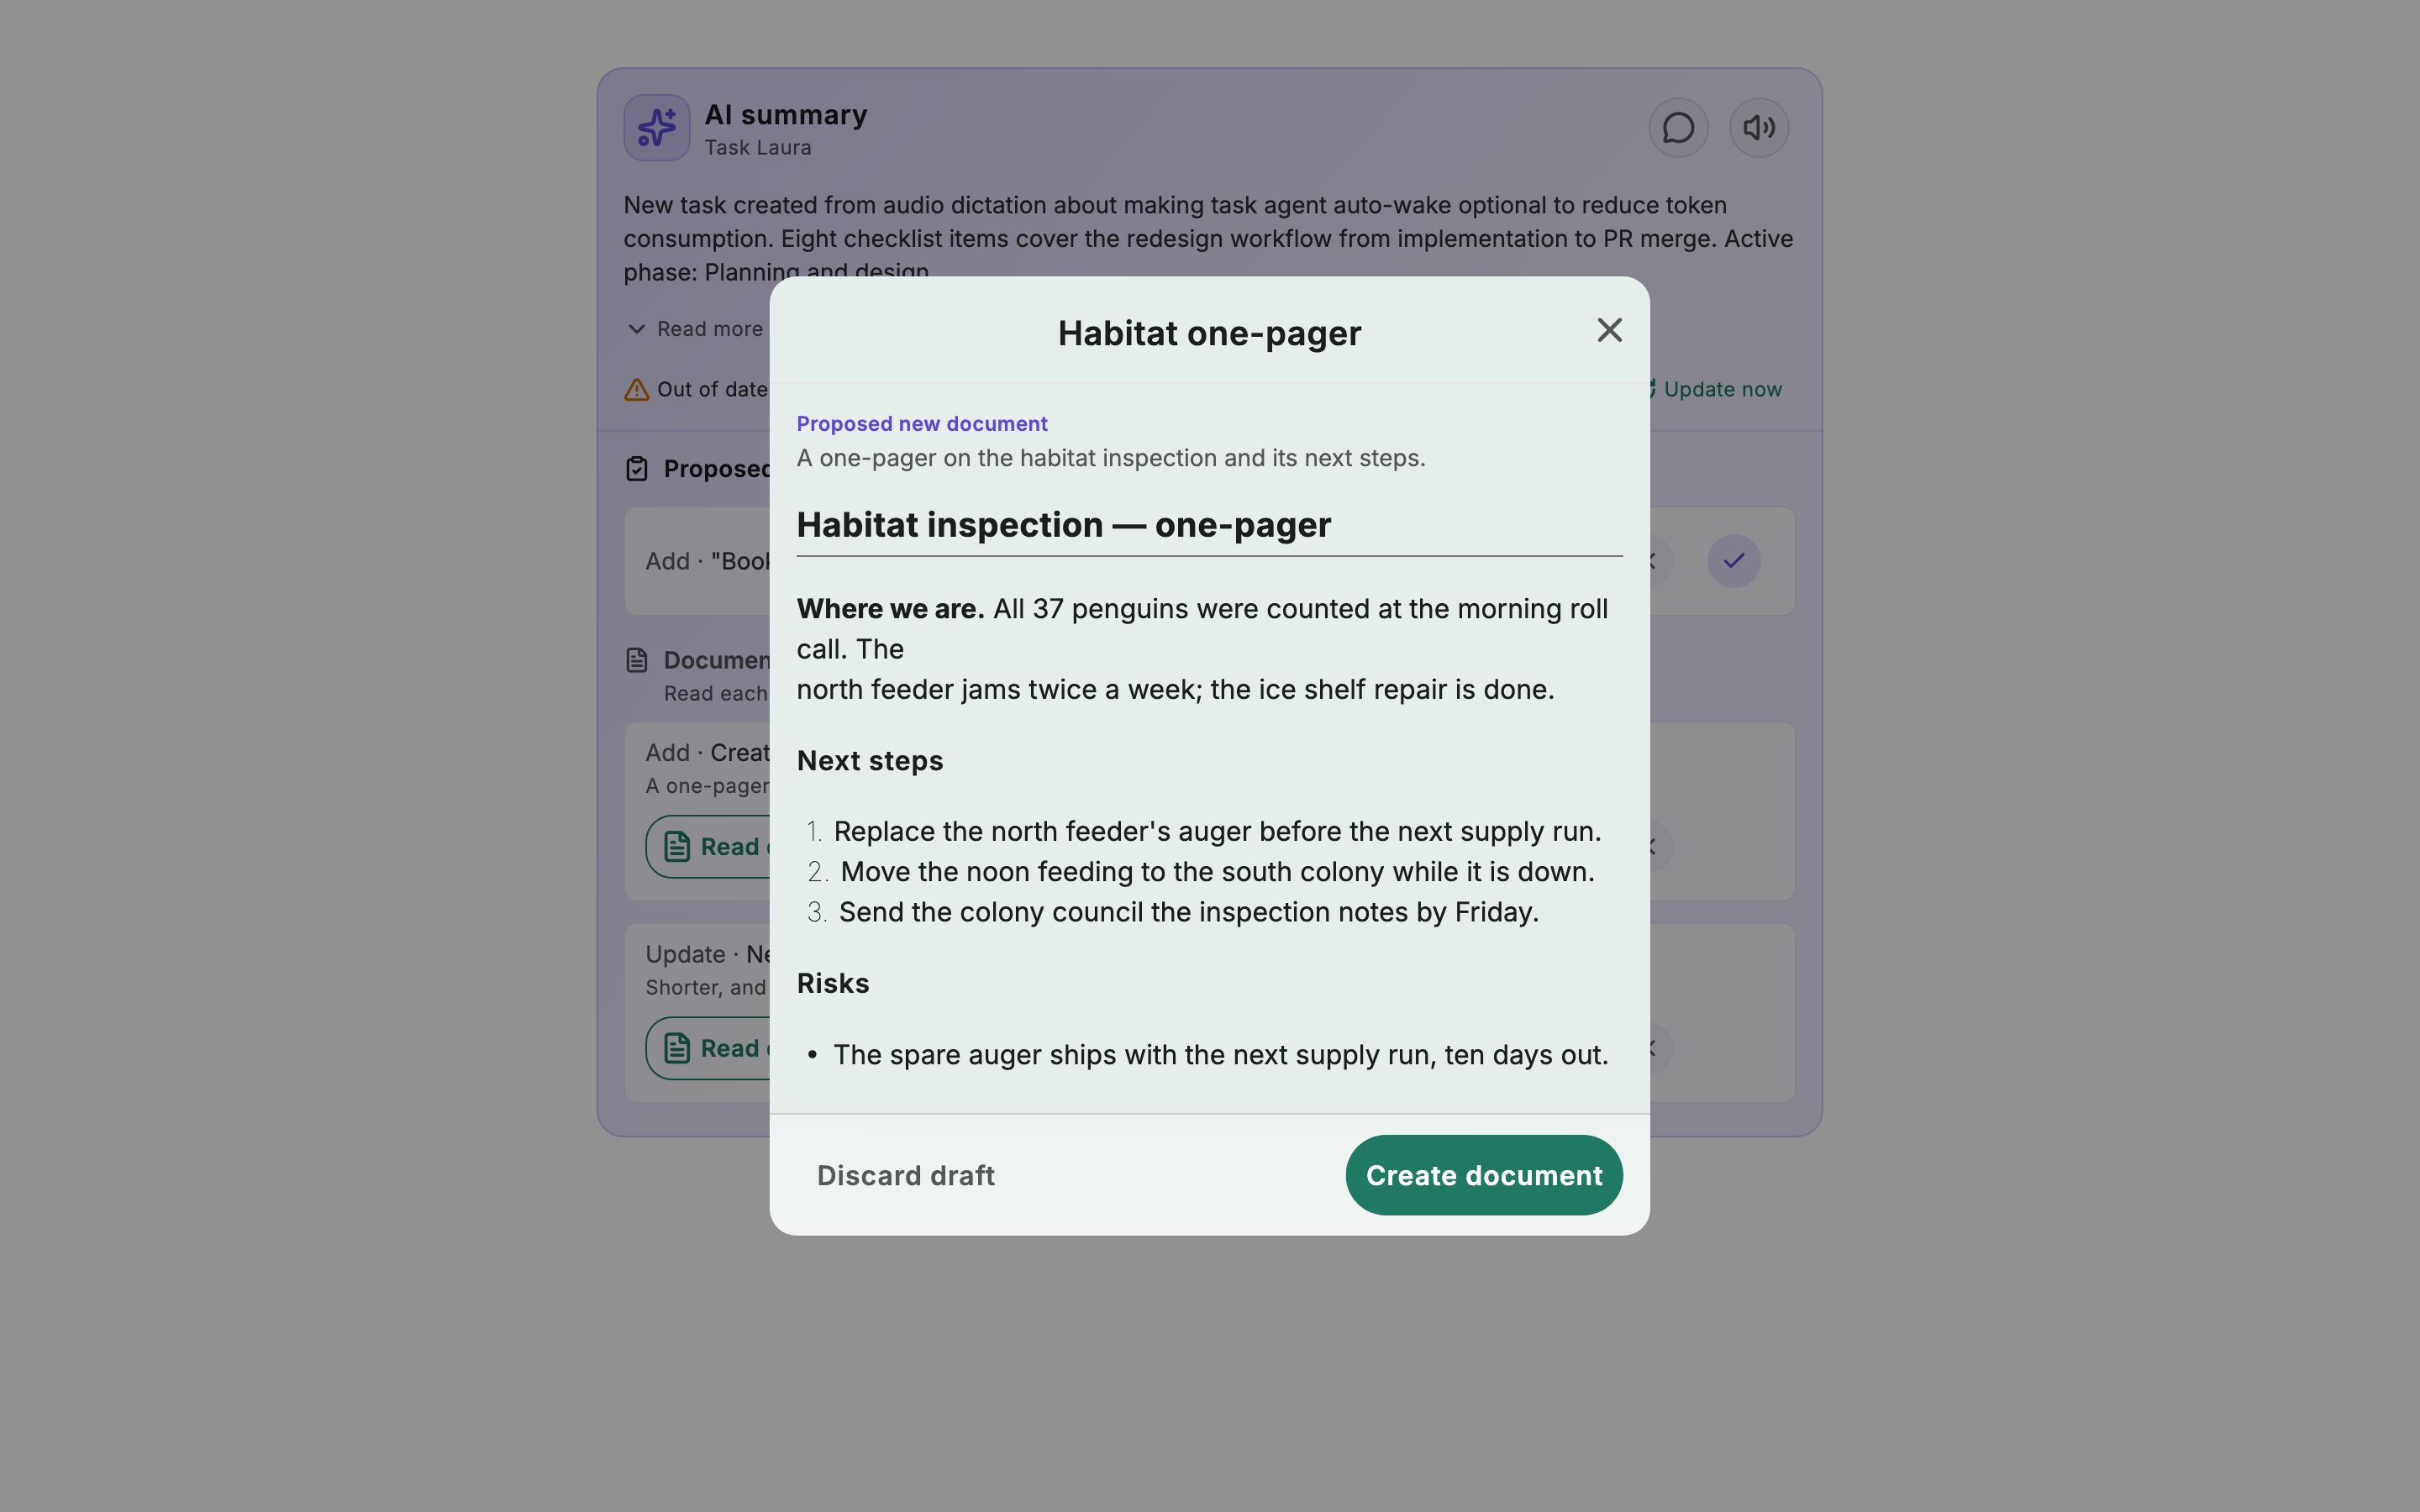 AI summary
Task Laura
New task created from audio dictation about making task agent auto-wake optional to reduce token
consumption. Eight checklist items cover the redesign workflow from implementation to PR merge. Active
phase: Planning and design.
Read more
Out of date
Update now
Proposed
Add · "Book
Documen
Read each
Add · Creat
A one-pager
Read
Update · Ne
Shorter, and
Read
Habitat one-pager
Proposed new document
A one-pager on the habitat inspection and its next steps.
Habitat inspection — one-pager
Where we are. All 37 penguins were counted at the morning roll
call. The
north feeder jams twice a week; the ice shelf repair is done.
Next steps
1. Replace the north feeder's auger before the next supply run.
2. Move the noon feeding to the south colony while it is down.
3. Send the colony council the inspection notes by Friday.
Risks
• The spare auger ships with the next supply run, ten days out.
Discard draft
Create document